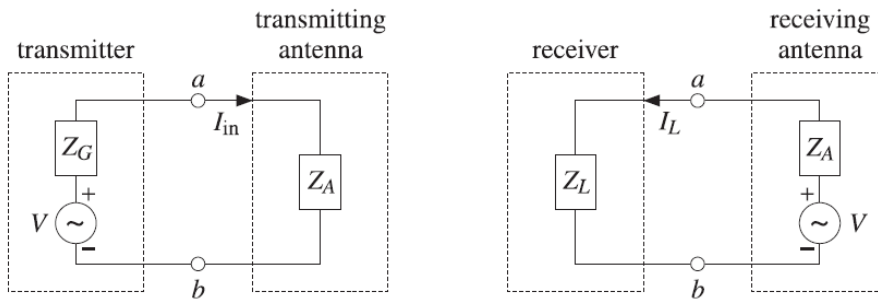 transmitter
transmitting
antenna
a
I_in
Z_G
Z_A
+
V
~
−
b
receiver
receiving
antenna
a
I_L
Z_L
Z_A
+
~
V
−
b